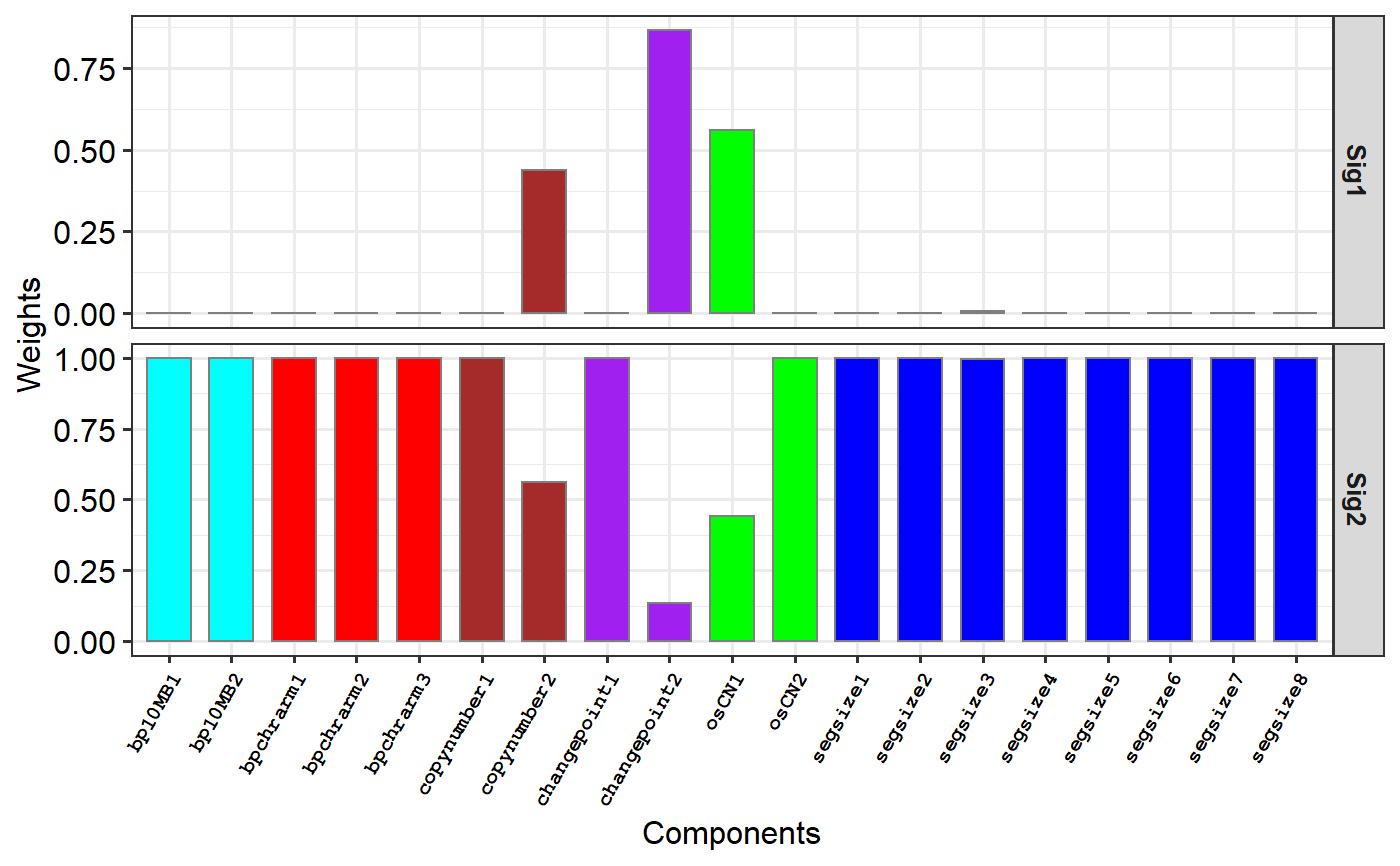 0.75
0.50
0.25
0.00
Sig1
Weights
1.00
0.75
0.50
0.25
0.00
Sig2
bp10MB1
bp10MB2
bpchrarm1
bpchrarm2
bpchrarm3
copynumber1
copynumber2
changepoint1
changepoint2
osCN1
osCN2
segsize1
segsize2
segsize3
segsize4
segsize5
segsize6
segsize7
segsize8
Components